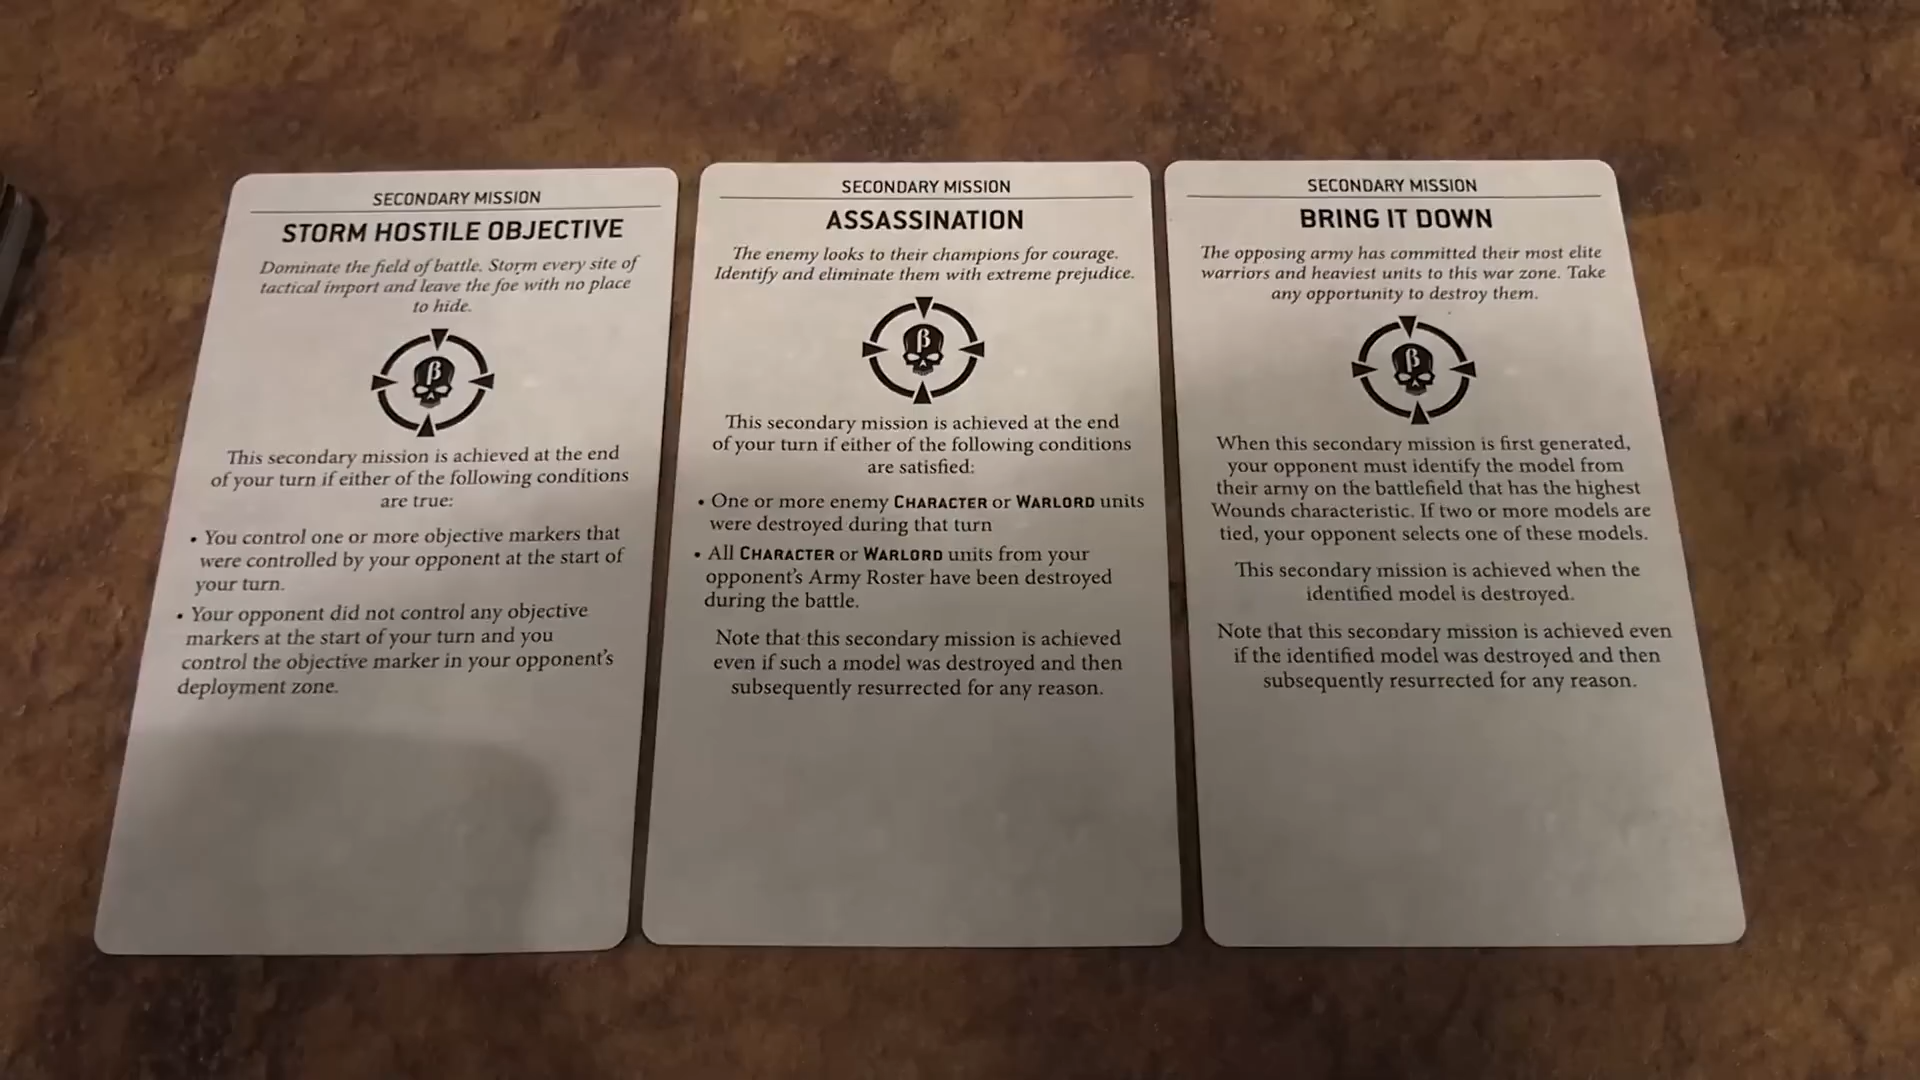 SECONDARY MISSION
STORM HOSTILE OBJECTIVE
Dominate the field of battle. Storm every site of
tactical import and leave the foe with no place
to hide.
β
This secondary mission is achieved at the end
of your turn if either of the following conditions
are true:
• You control one or more objective markers that
were controlled by your opponent at the start of
your turn.
• Your opponent did not control any objective
markers at the start of your turn and you
control the objective marker in your opponent's
deployment zone.
SECONDARY MISSION
ASSASSINATION
The enemy looks to their champions for courage.
Identify and eliminate them with extreme prejudice.
β
This secondary mission is achieved at the end
of your turn if either of the following conditions
are satisfied:
• One or more enemy CHARACTER or WARLORD units
were destroyed during that turn
• All CHARACTER or WARLORD units from your
opponent's Army Roster have been destroyed
during the battle.
Note that this secondary mission is achieved
even if such a model was destroyed and then
subsequently resurrected for any reason.
SECONDARY MISSION
BRING IT DOWN
The opposing army has committed their most elite
warriors and heaviest units to this war zone. Take
any opportunity to destroy them.
β
When this secondary mission is first generated,
your opponent must identify the model from
their army on the battlefield that has the highest
Wounds characteristic. If two or more models are
tied, your opponent selects one of these models.
This secondary mission is achieved when the
identified model is destroyed.
Note that this secondary mission is achieved even
if the identified model was destroyed and then
subsequently resurrected for any reason.